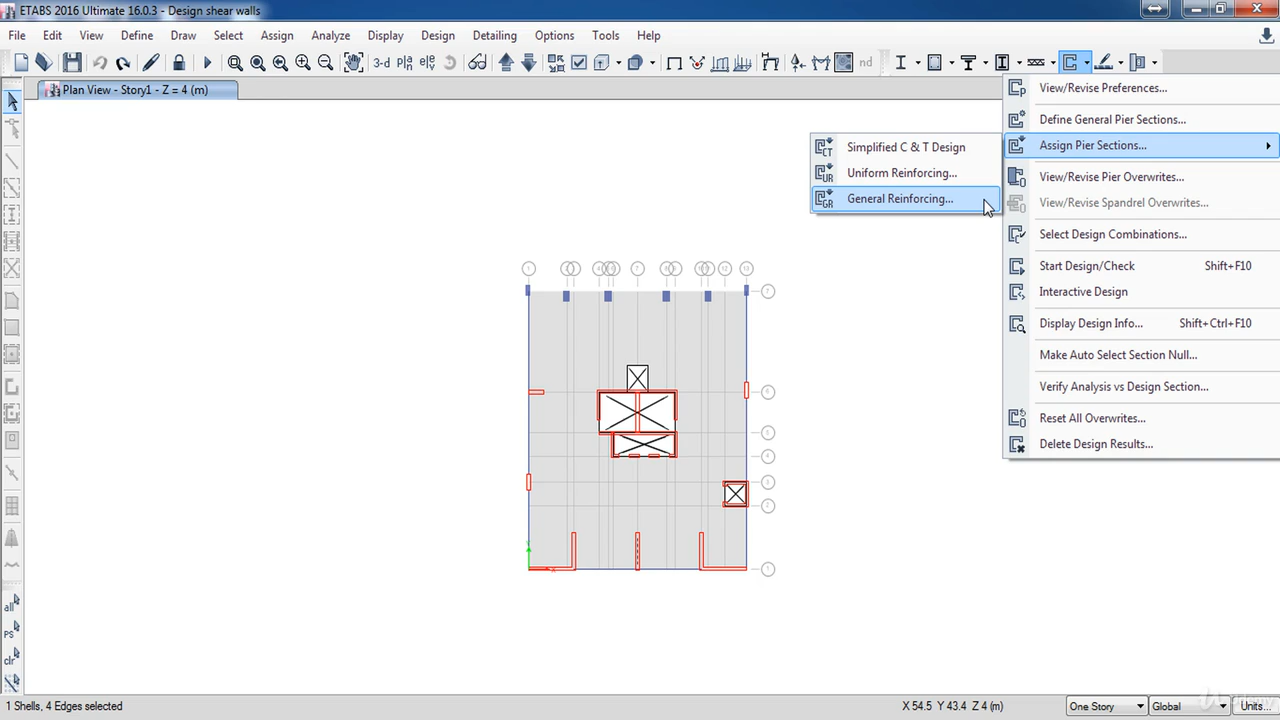 ETABS 2016 Ultimate 16.0.3 - Design shear walls
File Edit View Define Draw Select Assign Analyze Display Design Detailing Options Tools Help
3-d
nd
Plan View - Story1 - Z = 4 (m)
View/Revise Preferences...
Define General Pier Sections...
Assign Pier Sections...
Simplified C & T Design
Uniform Reinforcing...
General Reinforcing...
View/Revise Pier Overwrites...
View/Revise Spandrel Overwrites...
Select Design Combinations...
Start Design/Check Shift+F10
Interactive Design
Display Design Info... Shift+Ctrl+F10
Make Auto Select Section Null...
Verify Analysis vs Design Section...
Reset All Overwrites...
Delete Design Results...
all
PS
clr
1 Shells, 4 Edges selected
X 54.5 Y 43.4 Z 4 (m)
One Story
Global
Units...